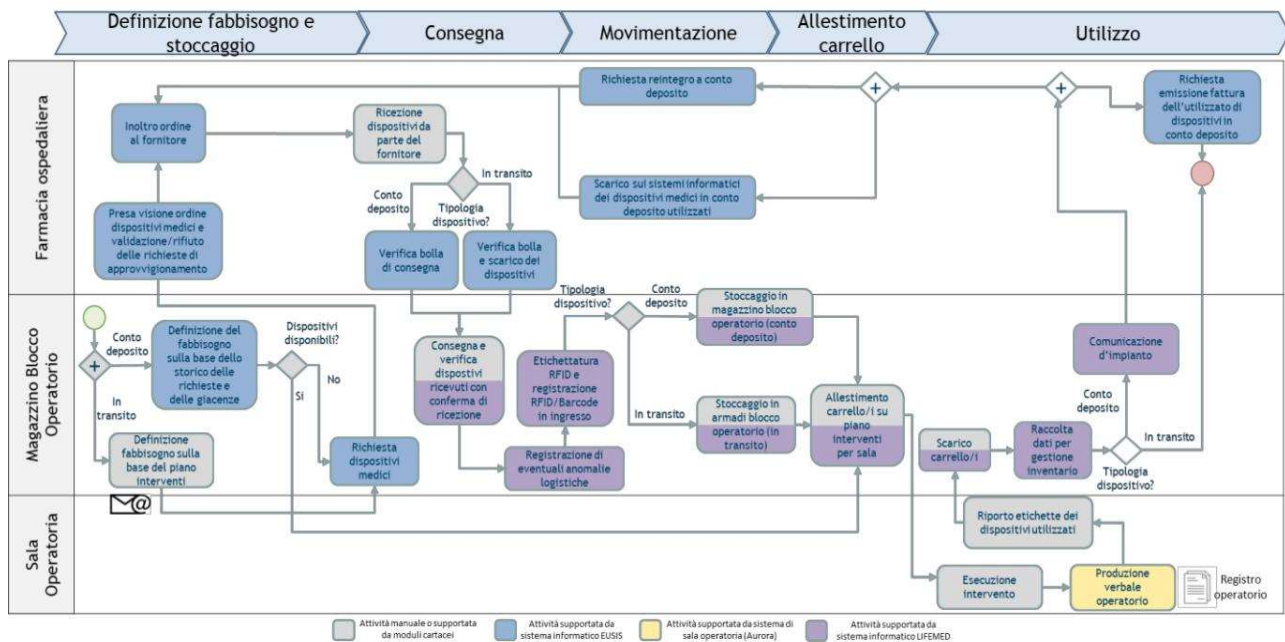 Definizione fabbisogno e
stoccaggio
Consegna
Movimentazione
Allestimento
carrello
Utilizzo
Farmacia ospedaliera
Inoltro ordine
al fornitore
Presa visione ordine
dispositivi medici e
validazione/rifiuto
delle richieste di
approvvigionamento
Ricezione
dispositivi da
parte del
fornitore
In transito
Conto
deposito
Tipologia
dispositivo?
Verifica bolla
di consegna
Verifica bolla
e scarico dei
dispositivi
Richiesta reintegro a conto
deposito
Scarico sui sistemi informatici
dei dispositivi medici in conto
deposito utilizzati
Richiesta
emissione fattura
dell'utilizzato di
dispositivi in
conto deposito
Magazzino Blocco
Operatorio
Conto
deposito
In
transito
Definizione del
fabbisogno
sulla base dello
storico delle
richieste e
delle giacenze
Dispositivi
disponibili?
No
Si
Definizione
fabbisogno sulla
base del piano
interventi
Richiesta
dispositivi
medici
Consegna e
verifica
dispostivi
ricevuti con
conferma di
ricezione
Registrazione di
eventuali anomalie
logistiche
Etichettatura
RFID e
registrazione
RFID/Barcode
in ingresso
Tipologia
dispositivo?
Conto
deposito
In transito
Stoccaggio in
magazzino blocco
operatorio (conto
deposito)
Stoccaggio in
armadi blocco
operatorio (in
transito)
Allestimento
carrello/i su
piano
interventi
per sala
Scarico
carrello/i
Raccolta
dati per
gestione
inventario
Comunicazione
d'impianto
Conto
deposito
In transito
Tipologia
dispositivo?
Sala
Operatoria
@
Riporto etichette dei
dispositivi utilizzati
Esecuzione
intervento
Produzione
verbale
operatorio
Registro
operatorio
Attività manuale o supportata
da moduli cartacei
Attività supportata da
sistema informatico EUSIS
Attività supportata da sistema di
sala operatoria (Aurora)
Attività supportata da
sistema informatico LIFEMED